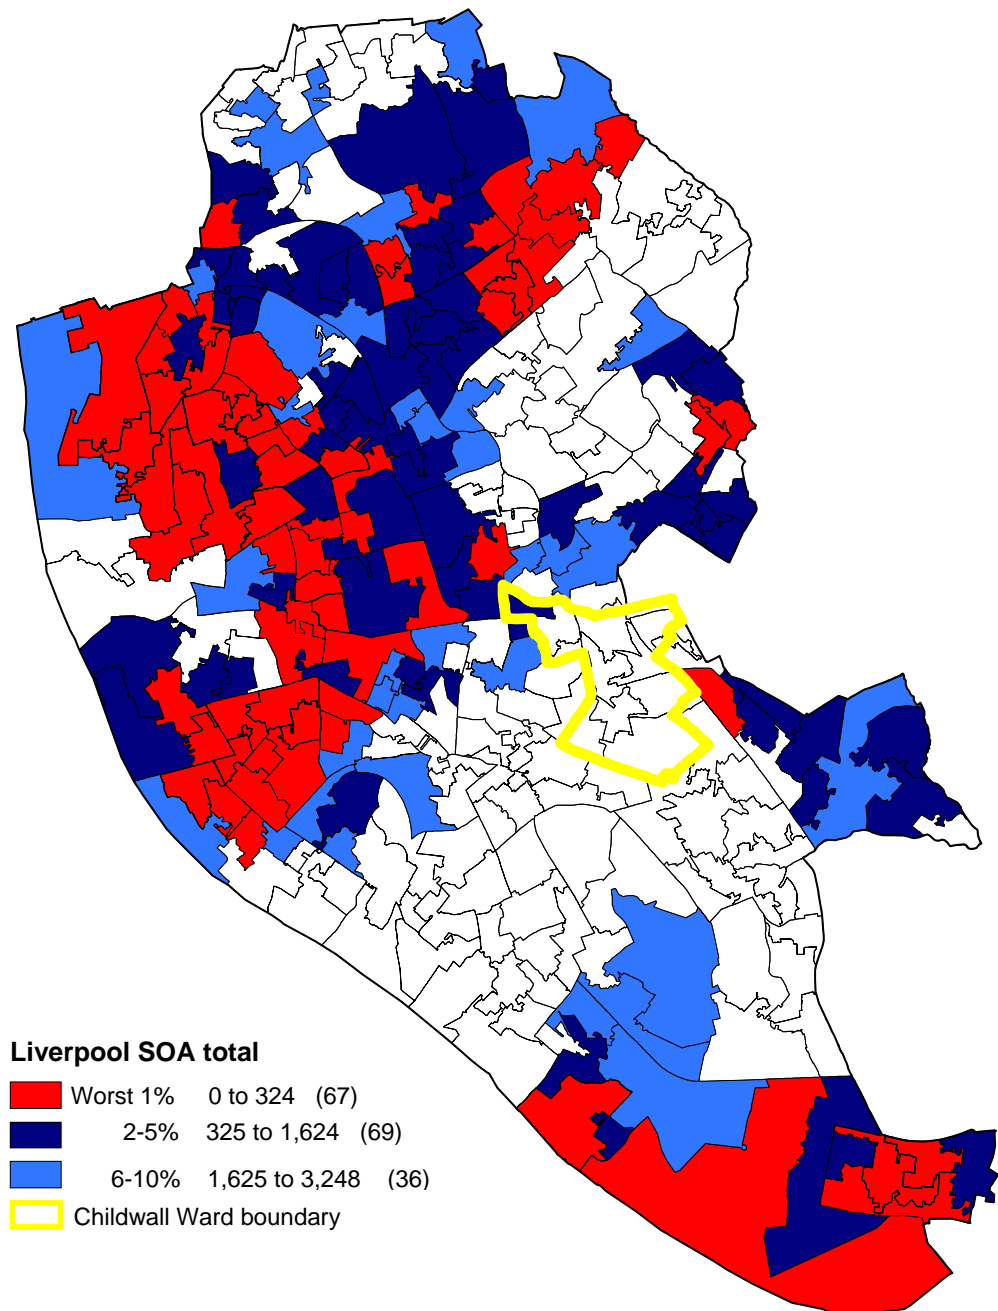 Liverpool SOA total
Worst 1% 0 to 324 (67)
2-5% 325 to 1,624 (69)
6-10% 1,625 to 3,248 (36)
Childwall Ward boundary